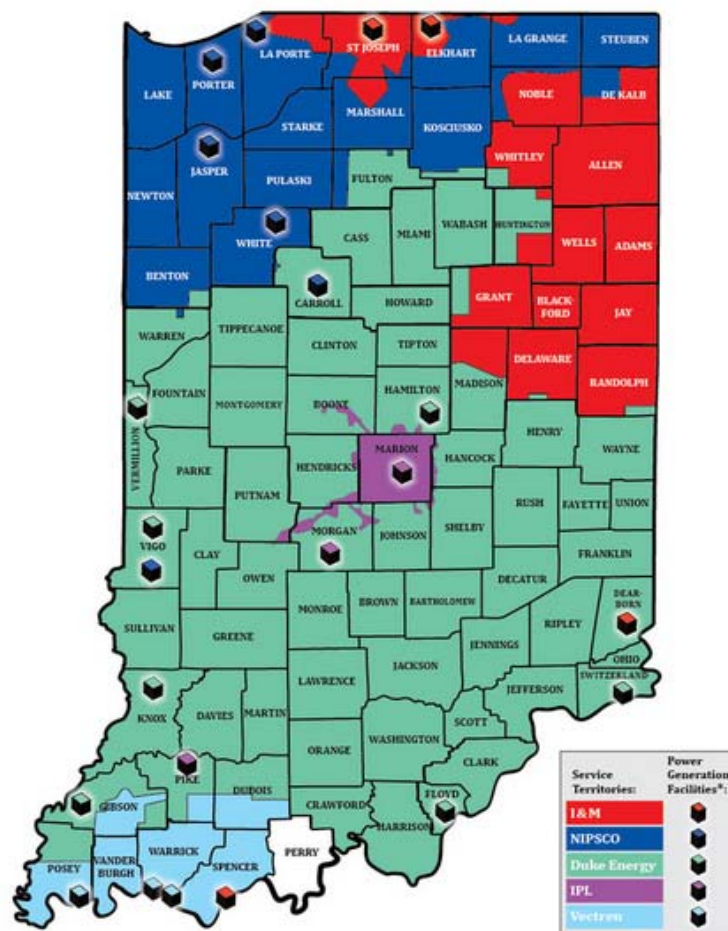 LA PORTE
ST JOSEPH
ELKHART
LA GRANGE
STEUBEN
LAKE
PORTER
NOBLE
DE KALB
STARKE
MARSHALL
KOSCIUSKO
WHITLEY
ALLEN
NEWTON
JASPER
PULASKI
FULTON
WHITE
CASS
MIAMI
WABASH
HUNTINGTON
WELLS
ADAMS
BENTON
CARROLL
GRANT
BLACK-
FORD
JAY
WARREN
TIPPECANOE
HOWARD
CLINTON
TIPTON
DELAWARE
RANDOLPH
FOUNTAIN
VERMILLION
MONTGOMERY
BOONE
HAMILTON
MADISON
HENRY
WAYNE
PARKE
PUTNAM
HENDRICKS
MARION
HANCOCK
RUSH
FAYETTE
UNION
VIGO
CLAY
OWEN
MORGAN
JOHNSON
SHELBY
FRANKLIN
DECATUR
SULLIVAN
GREENE
MONROE
BROWN
BARTHOLOMEW
DEAR-
BORN
RIPLEY
JENNINGS
OHIO
SWITZERLAND
JACKSON
LAWRENCE
JEFFERSON
KNOX
DAVIES
MARTIN
SCOTT
WASHINGTON
ORANGE
CLARK
PIKE
DUBOIS
GIBSON
CRAWFORD
FLOYD
HARRISON
POSEY
VANDER
BURGH
WARRICK
SPENCER
PERRY
Service
Territories:
Power
Generation
Facilities*:
I&M
NIPSCO
Duke Energy
IPL
Vectren